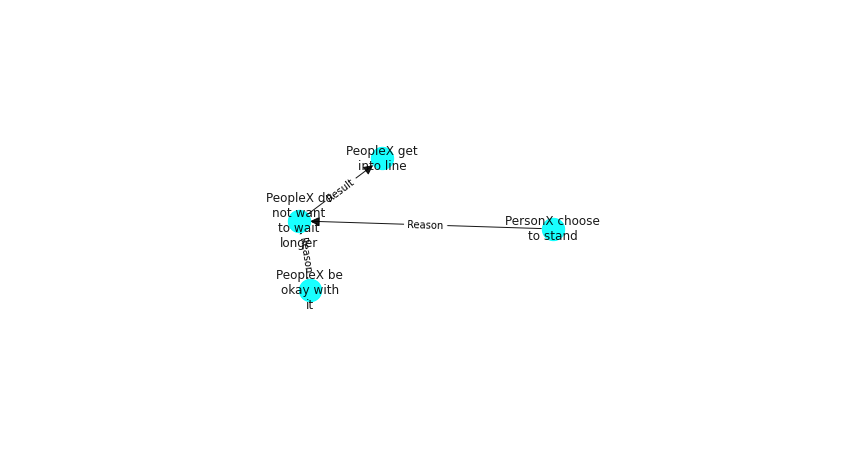 PeopleX get
into line
Result
PeopleX do
not want
to wait
longer
Reason
PersonX choose
to stand
Reason
PeopleX be
okay with
it